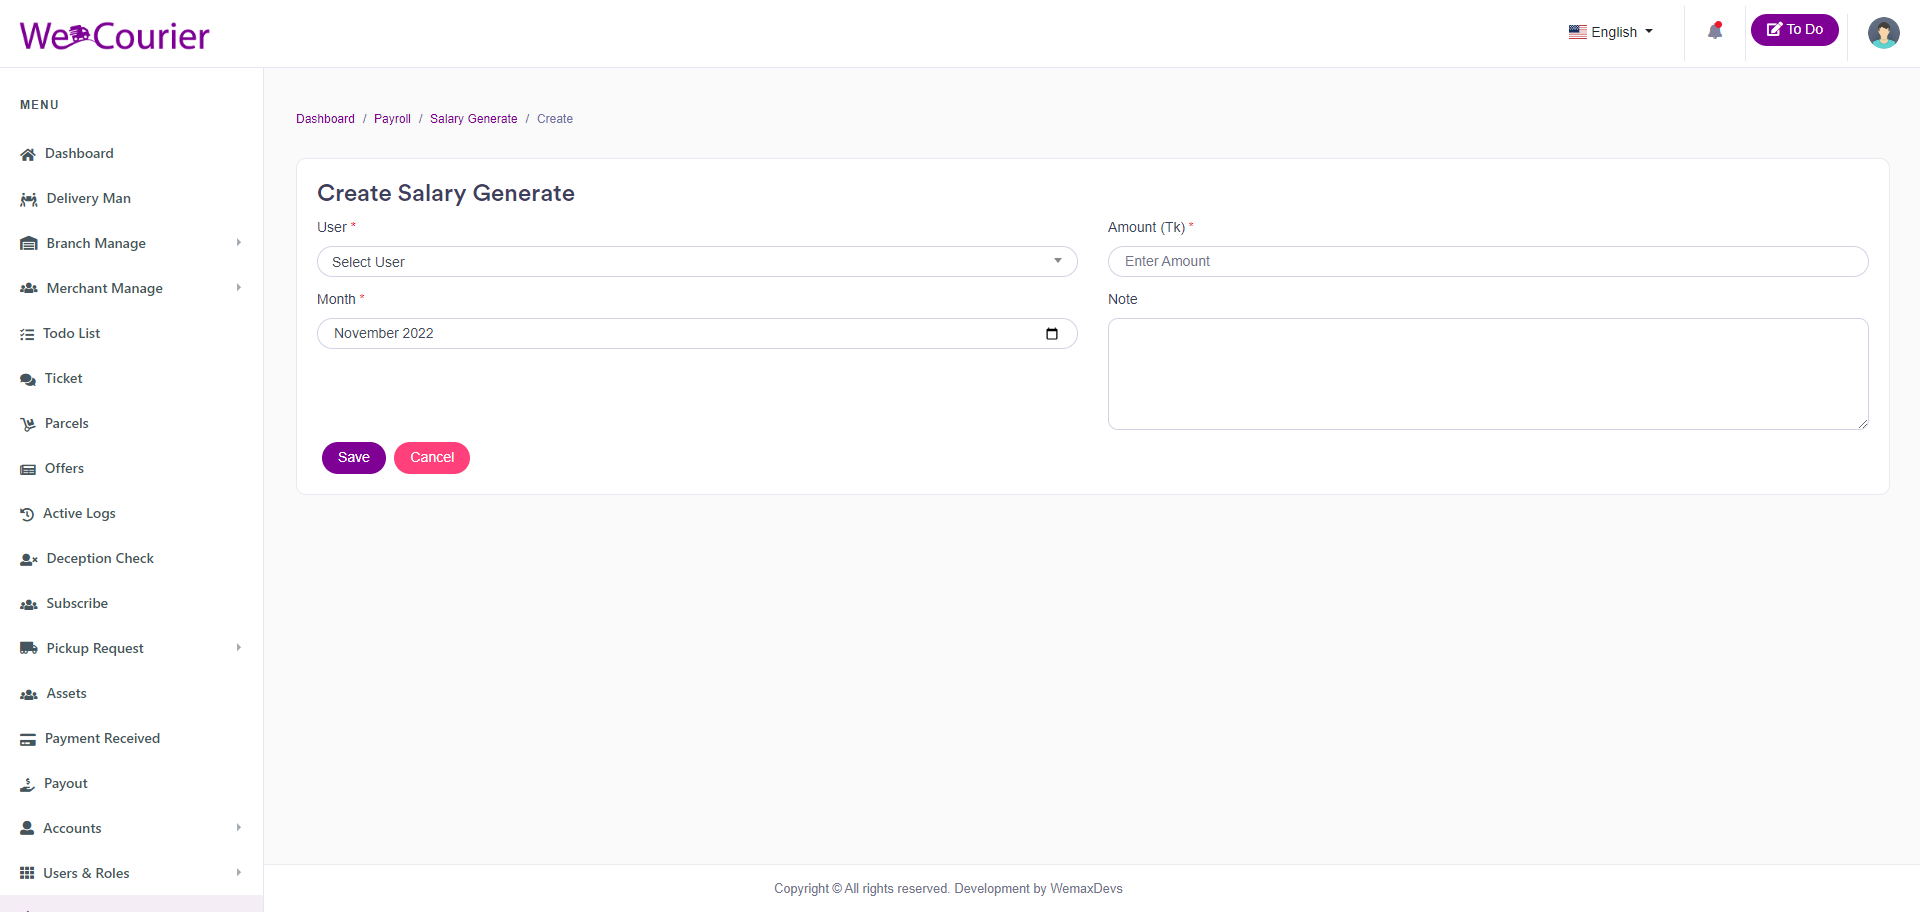 We Courier
English
To Do
MENU
Dashboard
Delivery Man
Branch Manage
Merchant Manage
Todo List
Ticket
Parcels
Offers
Active Logs
Deception Check
Subscribe
Pickup Request
Assets
Payment Received
Payout
Accounts
Users & Roles
Dashboard / Payroll / Salary Generate / Create
Create Salary Generate
User *
Select User
Amount (Tk) *
Enter Amount
Month *
November 2022
Note
Save
Cancel
Copyright © All rights reserved. Development by WemaxDevs